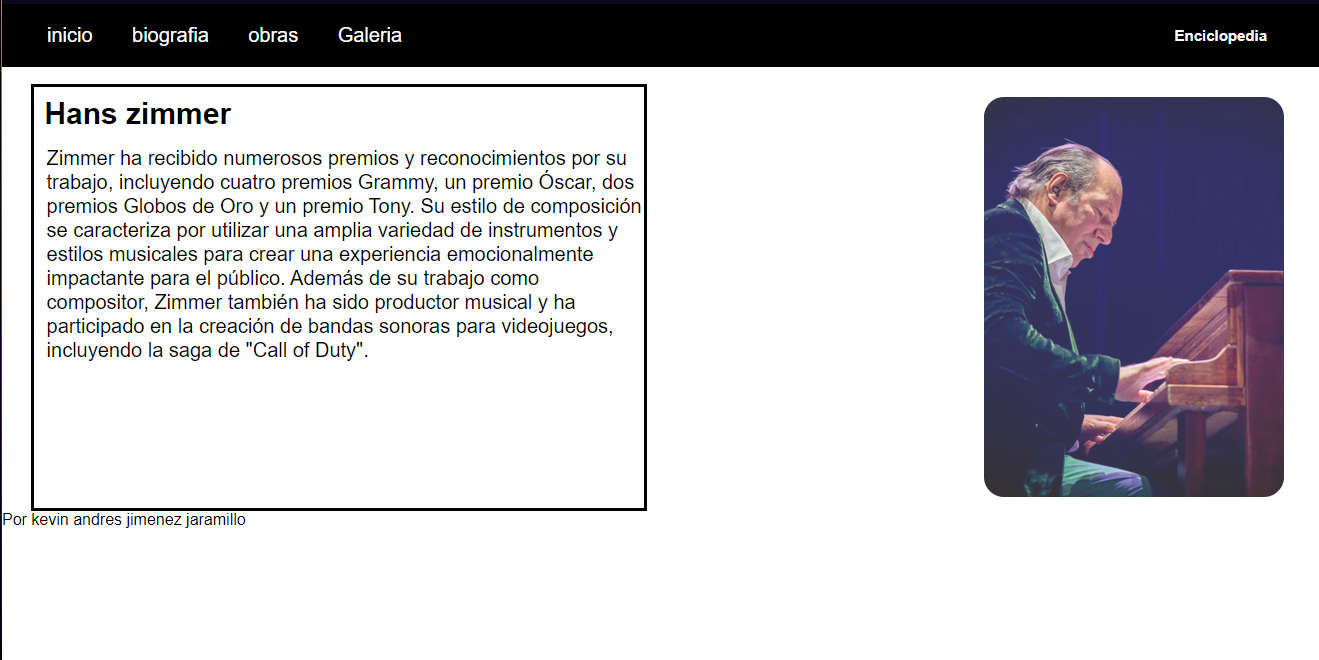 inicio biografia obras Galeria Enciclopedia
Hans zimmer
Zimmer ha recibido numerosos premios y reconocimientos por su
trabajo, incluyendo cuatro premios Grammy, un premio Óscar, dos
premios Globos de Oro y un premio Tony. Su estilo de composición
se caracteriza por utilizar una amplia variedad de instrumentos y
estilos musicales para crear una experiencia emocionalmente
impactante para el público. Además de su trabajo como
compositor, Zimmer también ha sido productor musical y ha
participado en la creación de bandas sonoras para videojuegos,
incluyendo la saga de "Call of Duty".
Por kevin andres jimenez jaramillo